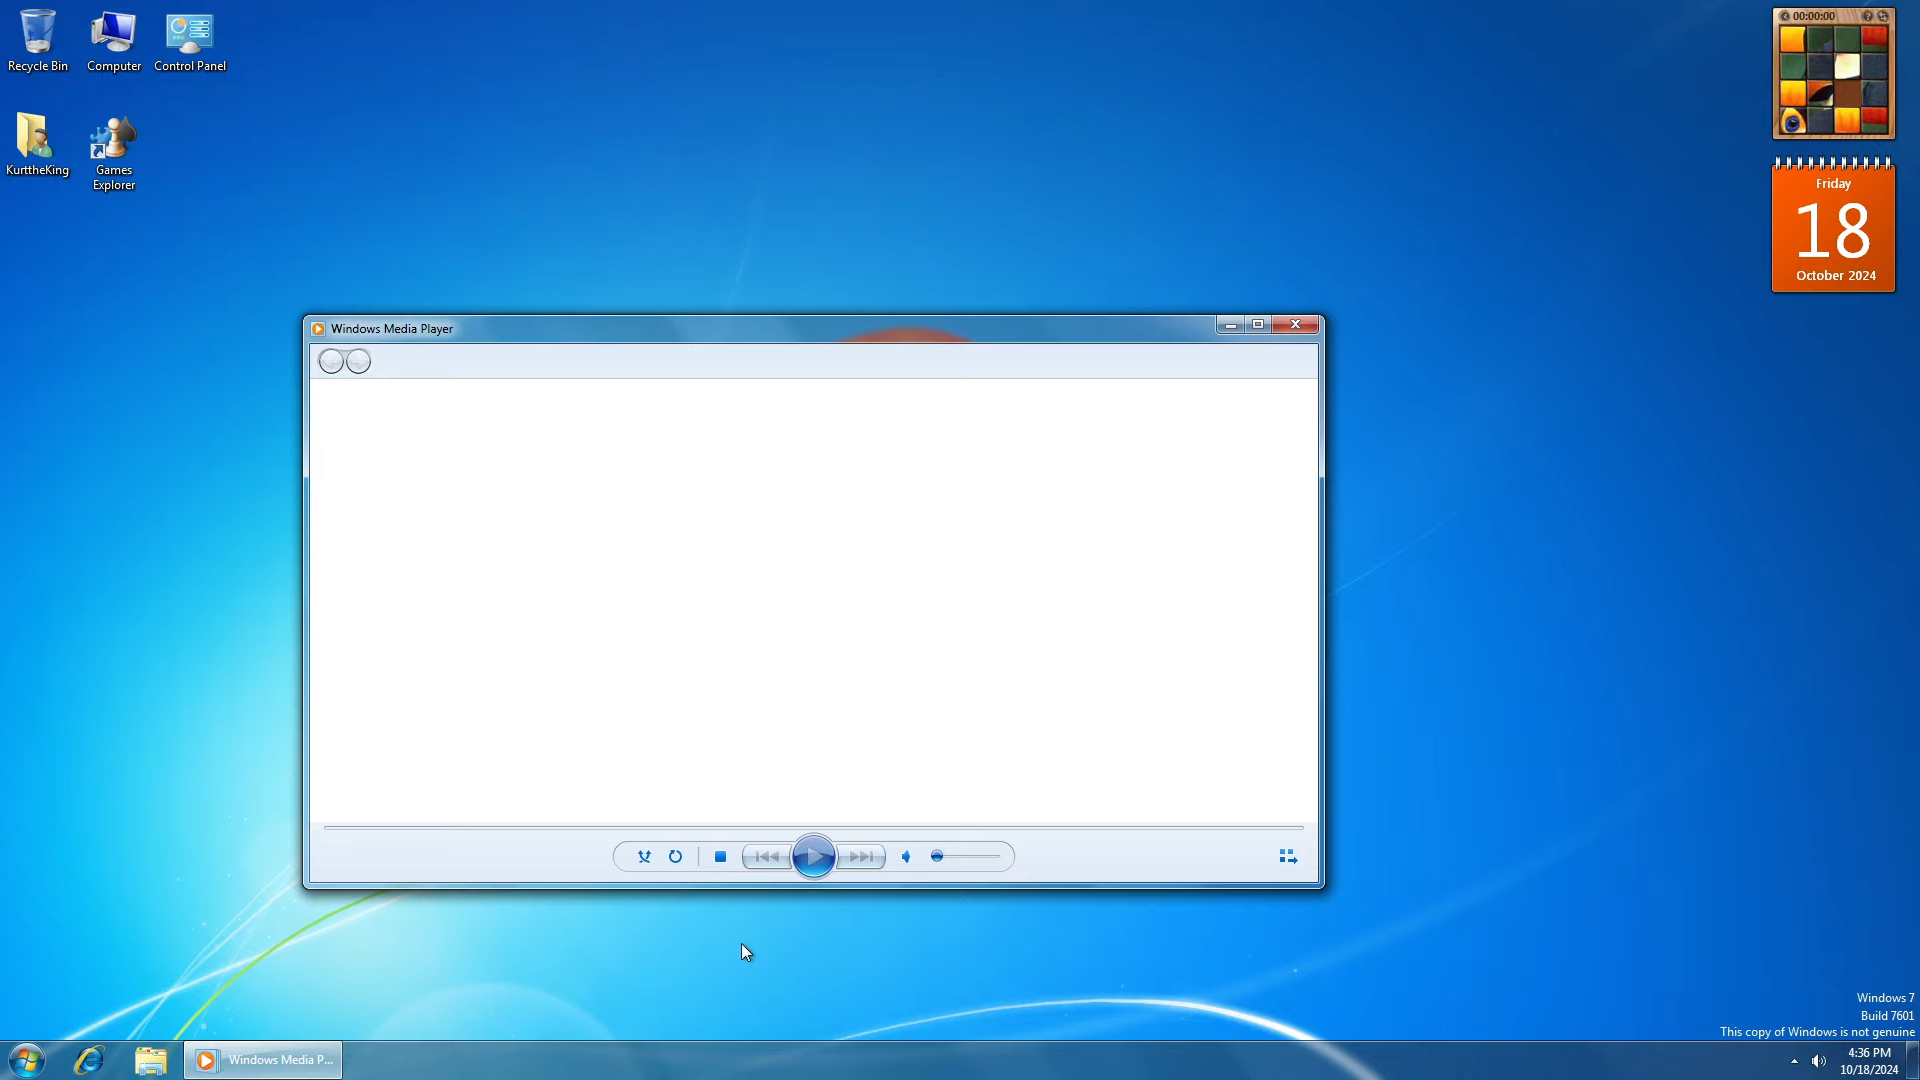 Recycle Bin
Computer
Control Panel
KurttheKing
Games
Explorer
00:00:00
?
Friday
18
October 2024
Windows Media Player
Windows 7
Build 7601
This copy of Windows is not genuine
Windows Media P...
4:36 PM
10/18/2024